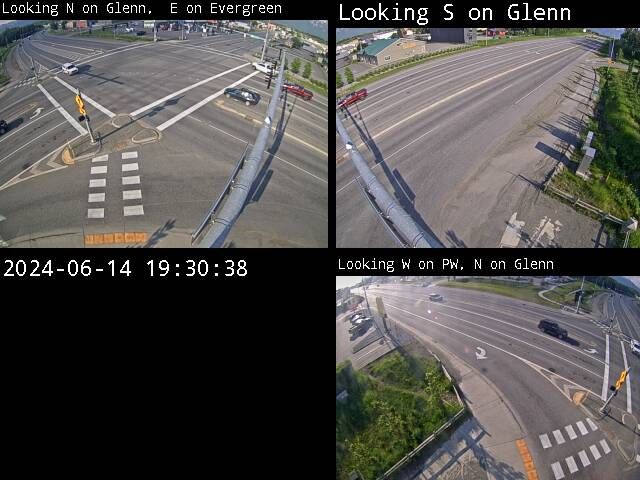 Looking N on Glenn,  E on Evergreen
Looking S on Glenn
2024-06-14 19:30:38
Looking W on PW, N on Glenn